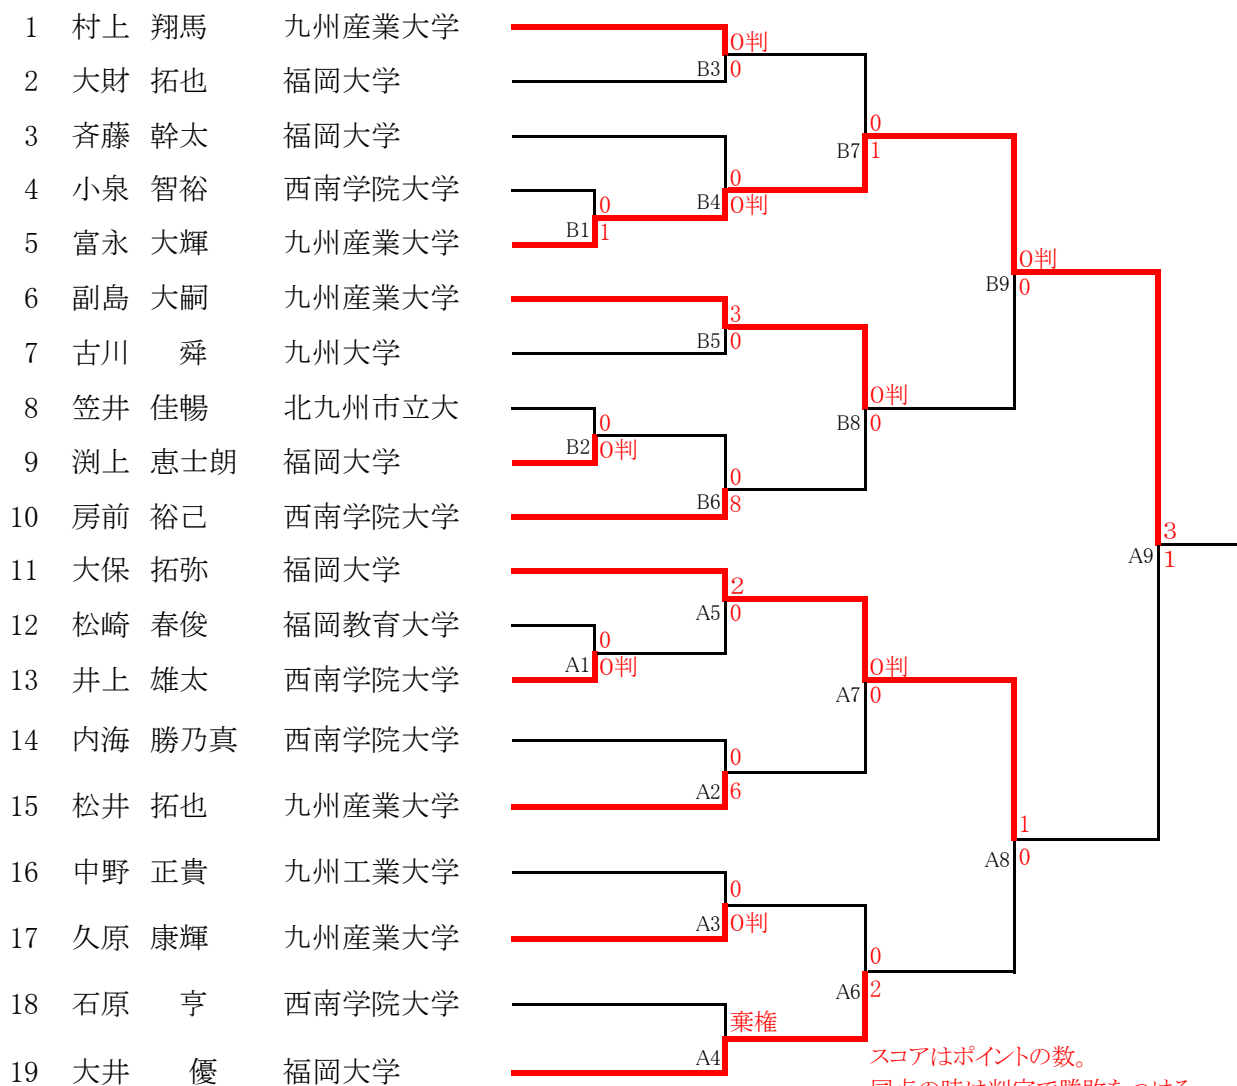 1 村上 翔馬 九州産業大学
2 大財 拓也 福岡大学
3 斉藤 幹太 福岡大学
4 小泉 智裕 西南学院大学
5 富永 大輝 九州産業大学
6 副島 大嗣 九州産業大学
7 古川 舜 九州大学
8 笠井 佳暢 北九州市立大
9 渕上 恵士朗 福岡大学
10 房前 裕己 西南学院大学
11 大保 拓弥 福岡大学
12 松崎 春俊 福岡教育大学
13 井上 雄太 西南学院大学
14 内海 勝乃真 西南学院大学
15 松井 拓也 九州産業大学
16 中野 正貴 九州工業大学
17 久原 康輝 九州産業大学
18 石原 亨 西南学院大学
19 大井 優 福岡大学
0
B1 1
0
B2 0判
0
A1 0判
0判
B3 0
0
B4 0判
3
B5 0
0
B6 8
2
A5 0
0
A2 6
0
A3 0判
棄権
A4
0
B7 1
0判
B8 0
0判
A7 0
0
A6 2
0判
B9 0
1
A8 0
3
A9 1
スコアはポイントの数。